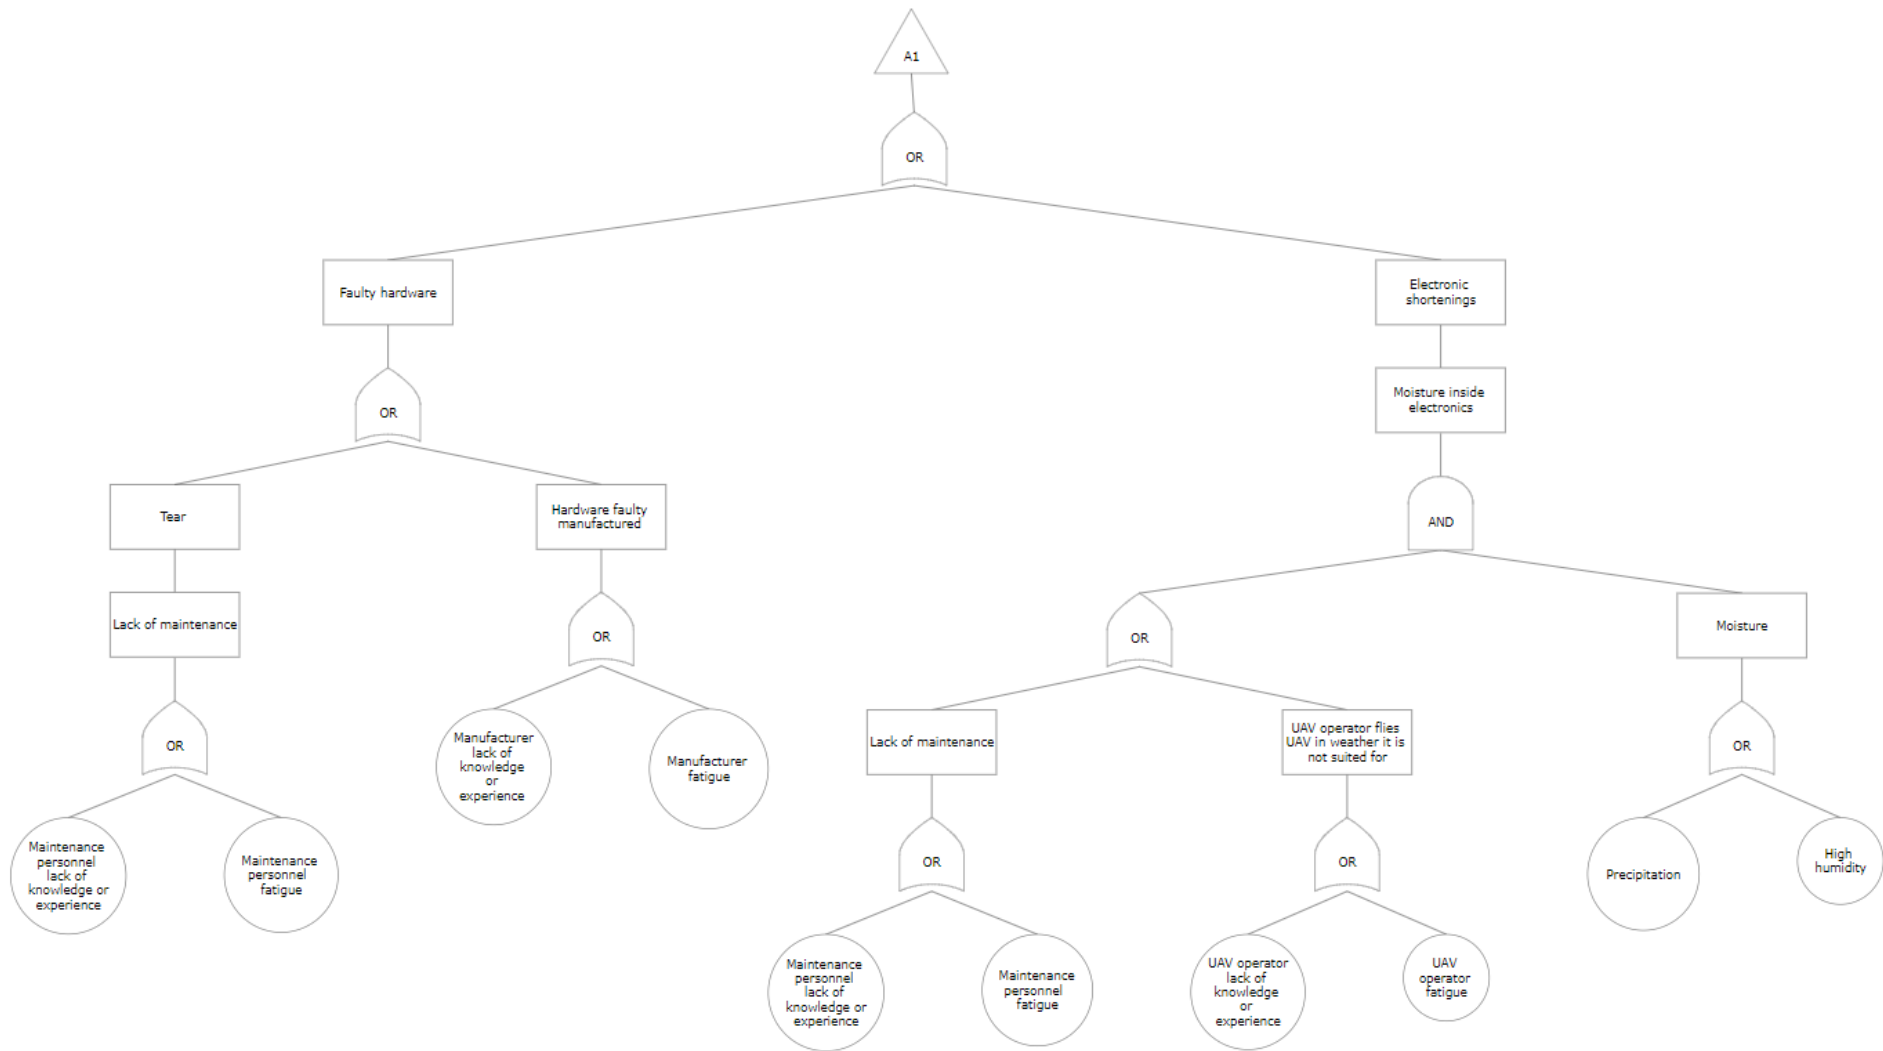 A1
OR
Faulty hardware
Electronic
shortenings
OR
Moisture inside
electronics
Tear
Hardware faulty
manufactured
AND
Lack of maintenance
OR
OR
Moisture
OR
Manufacturer
lack of
knowledge
or
experience
Manufacturer
fatigue
Lack of maintenance
UAV operator flies
UAV in weather it is
not suited for
OR
Maintenance
personnel
lack of
knowledge or
experience
Maintenance
personnel
fatigue
OR
OR
Precipitation
High
humidity
Maintenance
personnel
lack of
knowledge or
experience
Maintenance
personnel
fatigue
UAV operator
lack of
knowledge
or
experience
UAV
operator
fatigue